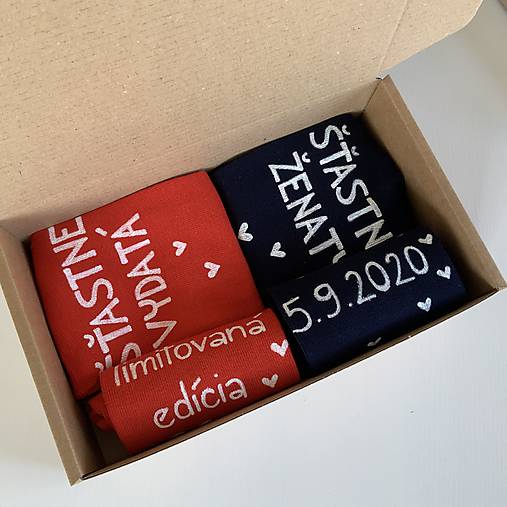 ŠŤASTNE
VYDATÁ
limitovaná
edícia
ŠŤASTN
ŽENAT
5.9.2020